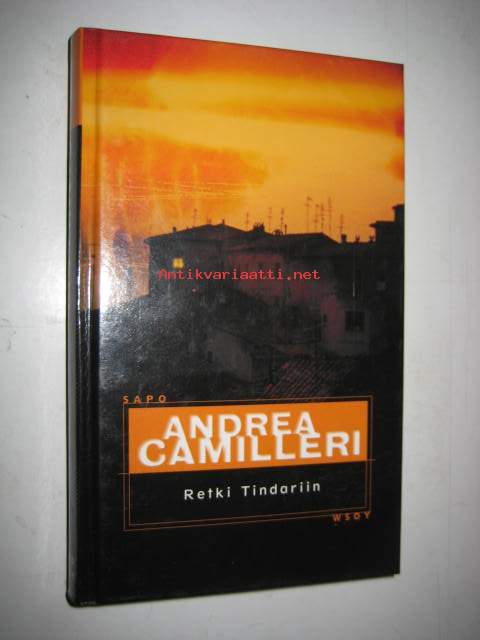 Antikvariaatti.net
SAPO
ANDREA
CAMILLERI
Retki Tindariin
WSOY